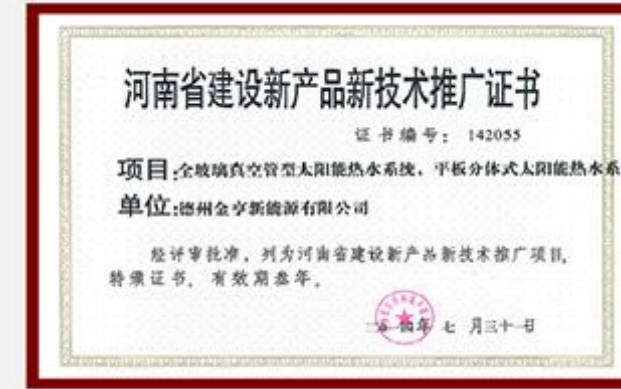 河南省建设新产品新技术推广证书
证书编号： 142055
项目:全玻璃真空管型太阳能热水系统，平板分体式太阳能热水系
单位:德州金亨新能源有限公司
经评审批准，列为河南省建设新产品新技术推广项目，
特颁证书，有效期叁年。
二〇一四年 七 月三十一日